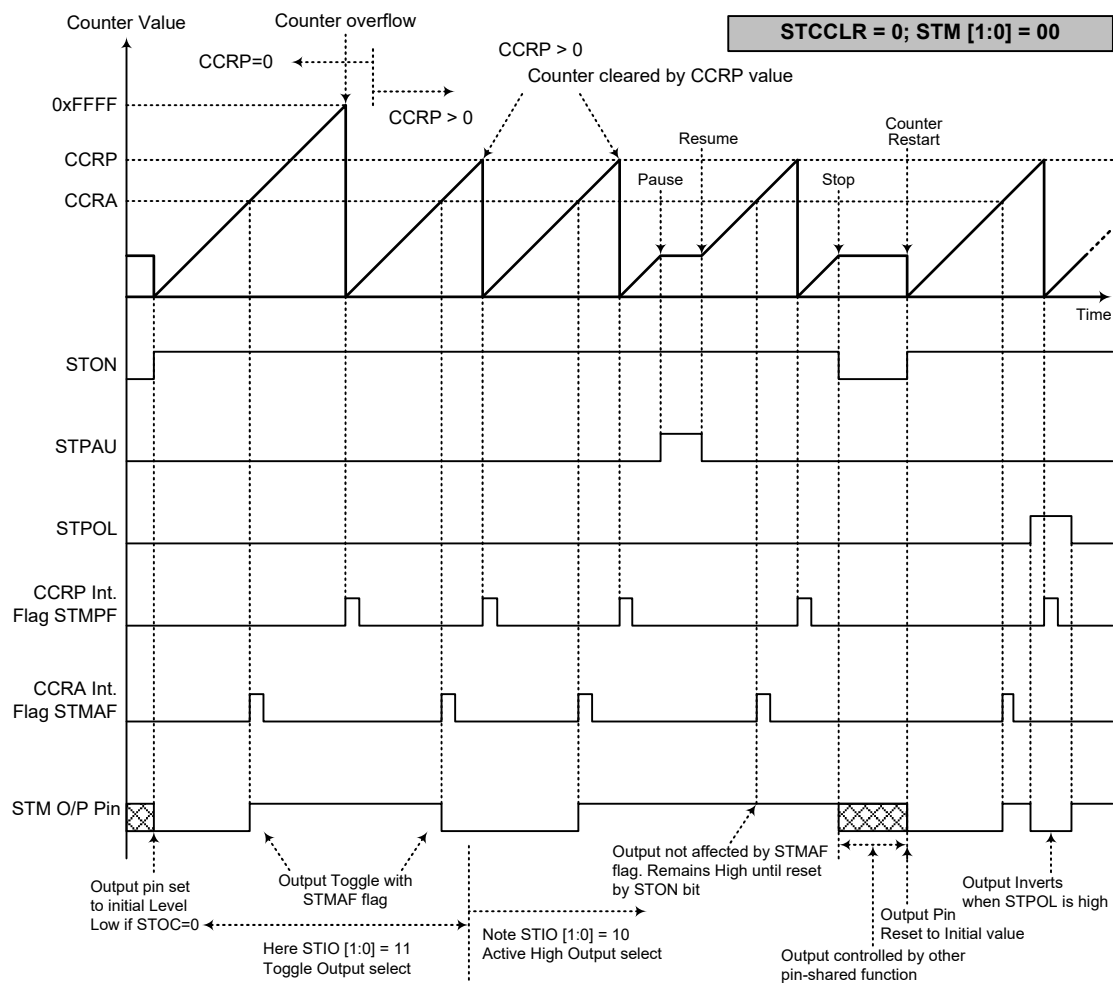 Counter Value
Counter overflow
STCCLR = 0; STM [1:0] = 00
CCRP=0
CCRP > 0
CCRP > 0
Counter cleared by CCRP value
0xFFFF
CCRP
CCRA
Pause
Resume
Stop
Counter
Restart
Time
STON
STPAU
STPOL
CCRP Int.
Flag STMPF
CCRA Int.
Flag STMAF
STM O/P Pin
Output pin set
to initial Level
Low if STOC=0
Output Toggle with
STMAF flag
Here STIO [1:0] = 11
Toggle Output select
Note STIO [1:0] = 10
Active High Output select
Output not affected by STMAF
flag. Remains High until reset
by STON bit
Output controlled by other
pin-shared function
Output Pin
Reset to Initial value
Output Inverts
when STPOL is high